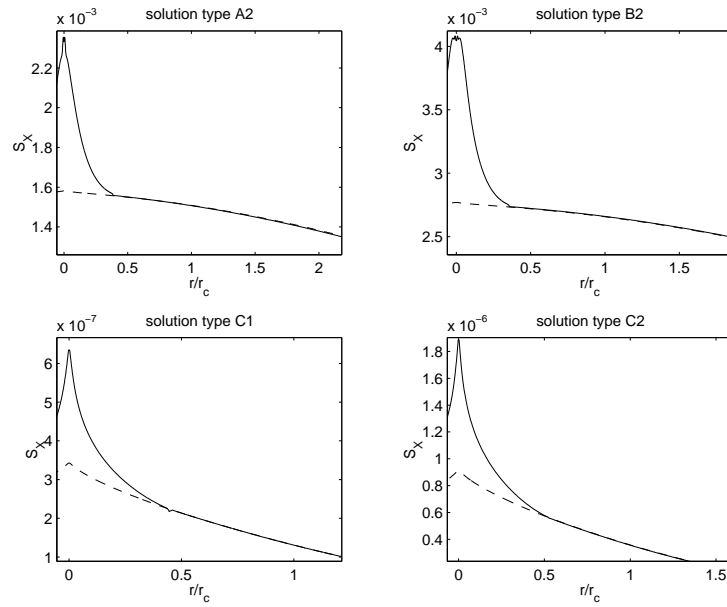 solution type A2
x 10⁻³
2.2
2
1.8
1.6
1.4
S_X
0
0.5
1
1.5
2
r/r_c
solution type B2
x 10⁻³
4
3.5
3
2.5
S_X
0
0.5
1
1.5
r/r_c
solution type C1
x 10⁻⁷
6
5
4
3
2
1
S_X
0
0.5
1
r/r_c
solution type C2
x 10⁻⁶
1.8
1.6
1.4
1.2
1
0.8
0.6
0.4
S_X
0
0.5
1
1.5
r/r_c